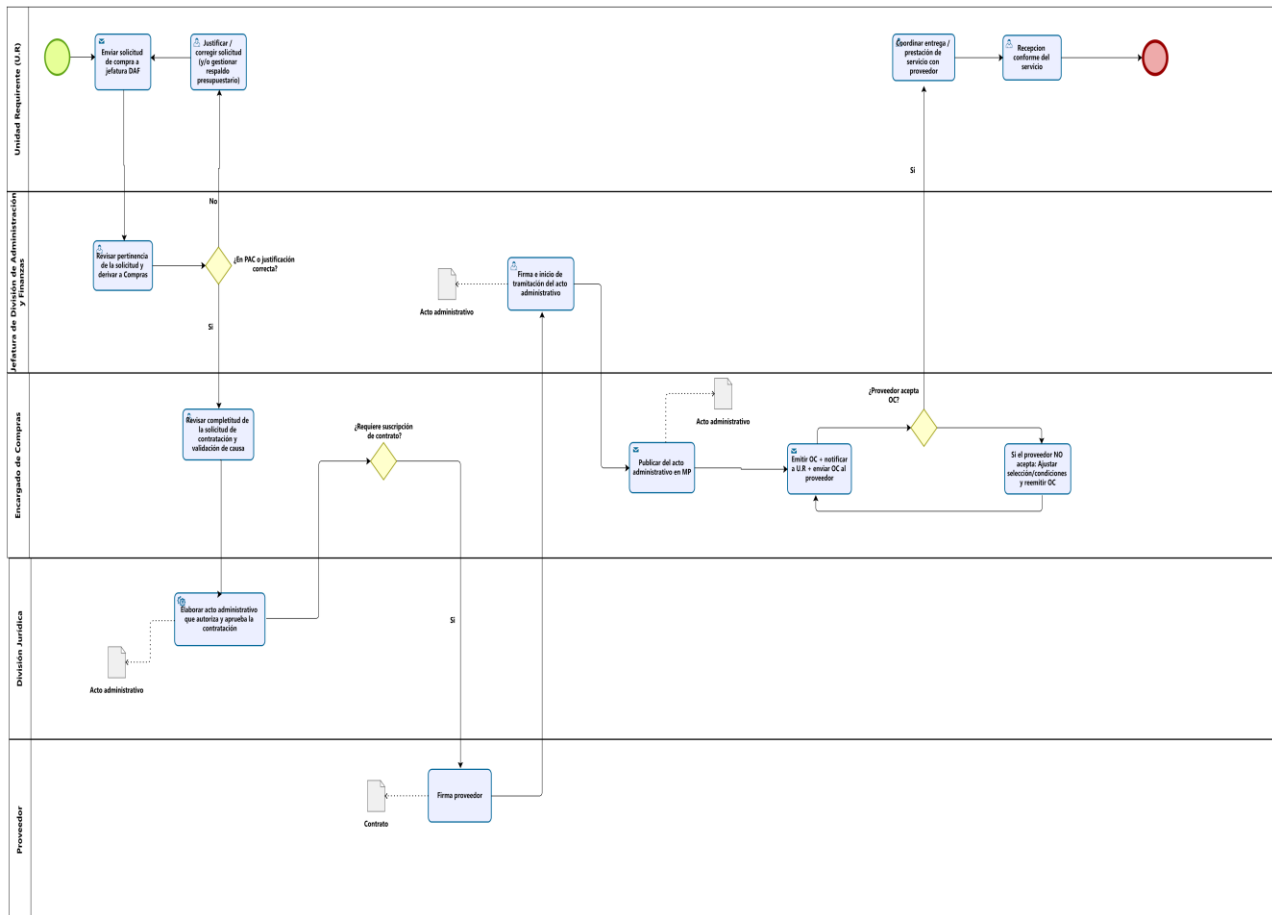 Unidad Requirente (U.R)
Enviar solicitud
de compra a
jefatura DAF
Justificar /
corregir solicitud
(y/o gestionar
respaldo
presupuestario)
Coordinar entrega /
prestación de
servicio con
proveedor
Recepcion
conforme del
servicio
Si
No
Jefatura de División de Administración
y Finanzas
Revisar pertinencia
de la solicitud y
derivar a Compras
¿En PAC o justificación
correcta?
Si
Acto administrativo
Firma e inicio de
tramitación del acto
administrativo
Encargado de Compras
Revisar completitud de
la solicitud de
contratación y
validación de causa
¿Requiere suscripción
de contrato?
Acto administrativo
Publicar del acto
administrativo en MP
Emitir OC + notificar
a U.R + enviar OC al
proveedor
¿Proveedor acepta
OC?
Si el proveedor NO
acepta: Ajustar
selección/condiciones
y reemitir OC
División Jurídica
Elaborar acto administrativo
que autoriza y aprueba la
contratación
Acto administrativo
Si
Proveedor
Contrato
Firma proveedor